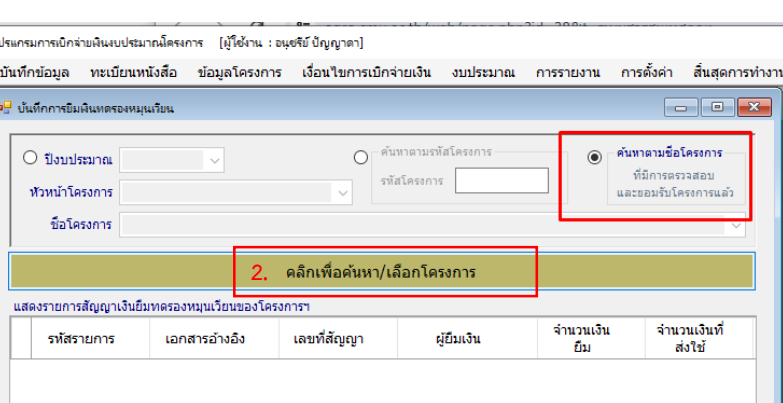 ปรแกรมการเบิกจ่ายเงินงบประมาณโครงการ [ผู้ใช้งาน : อนุชรีย์ ปัญญาดา]
บันทึกข้อมูล ทะเบียนหนังสือ ข้อมูลโครงการ เงื่อนไขการเบิกจ่ายเงิน งบประมาณ การรายงาน การตั้งค่า สิ้นสุดการทำงาน
บันทึกการยืมเงินทดรองหมุนเวียน
ปีงบประมาณ
ค้นหาตามรหัสโครงการ
ค้นหาตามชื่อโครงการ
รหัสโครงการ
ที่มีการตรวจสอบ
และยอมรับโครงการแล้ว
หัวหน้าโครงการ
ชื่อโครงการ
2. คลิกเพื่อค้นหา/เลือกโครงการ
แสดงรายการสัญญาเงินยืมทดรองหมุนเวียนของโครงการฯ
รหัสรายการ เอกสารอ้างอิง เลขที่สัญญา ผู้ยืมเงิน จำนวนเงิน จำนวนเงินที่
ยืม ส่งใช้